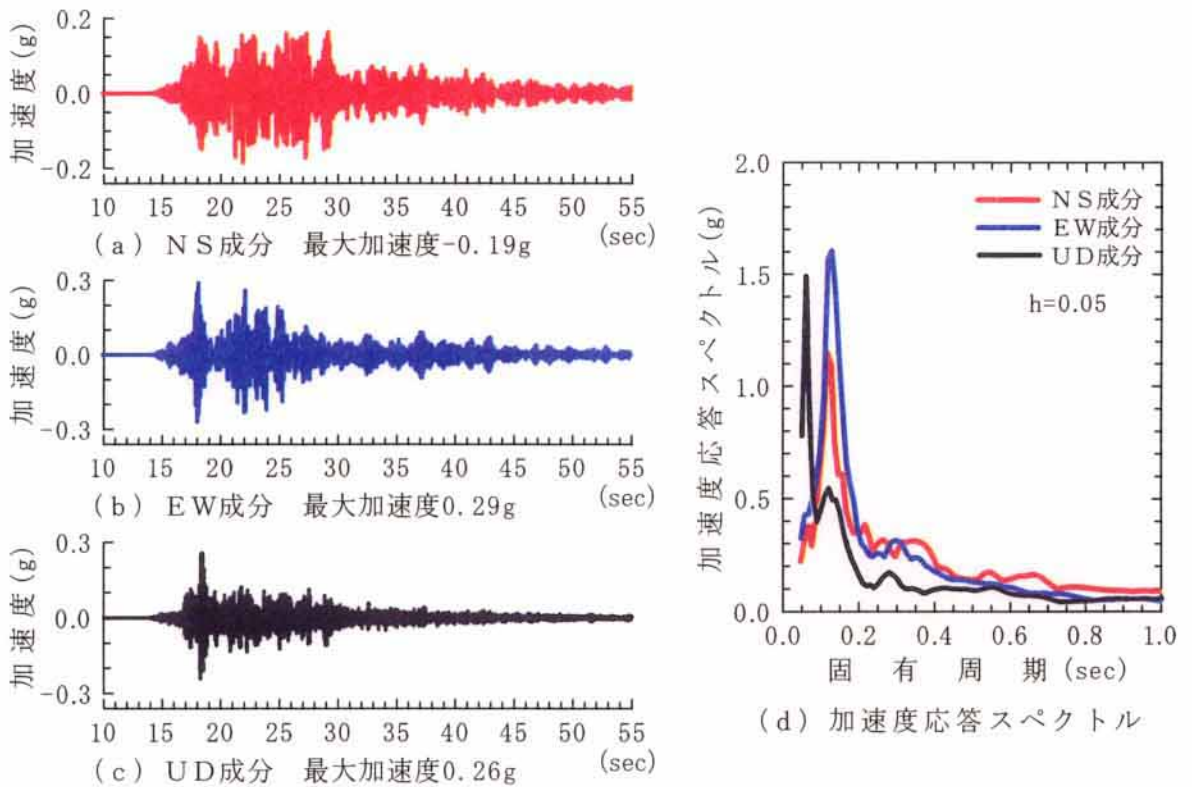 加速度(g)
0.2
0.0
-0.2
10 15 20 25 30 35 40 45 50 55
(sec)
(a) NS成分 最大加速度-0.19g
加速度(g)
0.3
0.0
-0.3
10 15 20 25 30 35 40 45 50 55
(sec)
(b) EW成分 最大加速度0.29g
加速度(g)
0.3
0.0
-0.3
10 15 20 25 30 35 40 45 50 55
(sec)
(c) UD成分 最大加速度0.26g
加速度応答スペクトル(g)
2.0
1.5
1.0
0.5
0.0
NS成分
EW成分
UD成分
h=0.05
0.0 0.2 0.4 0.6 0.8 1.0
固有周期(sec)
(d) 加速度応答スペクトル